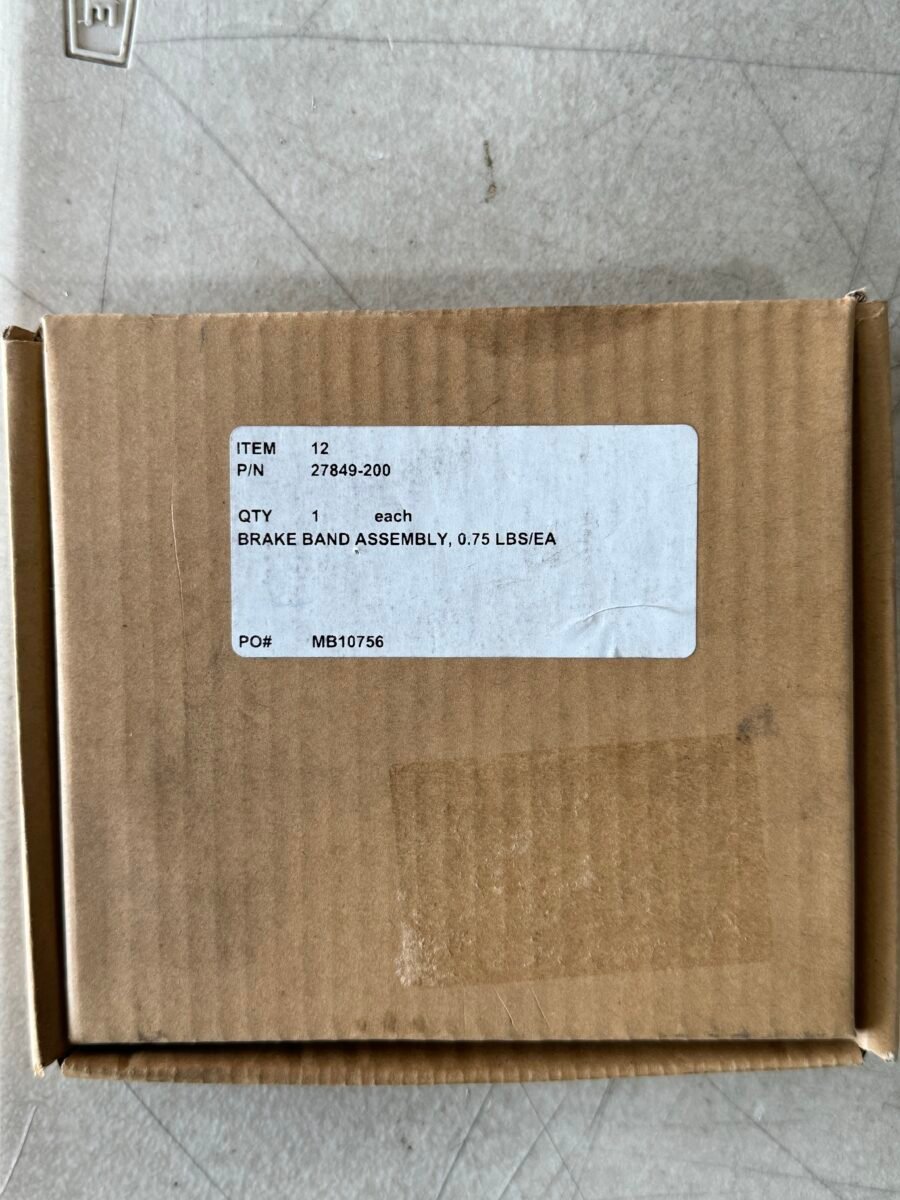 ITEM 12
P/N 27849-200
QTY 1 each
BRAKE BAND ASSEMBLY, 0.75 LBS/EA
PO# MB10756